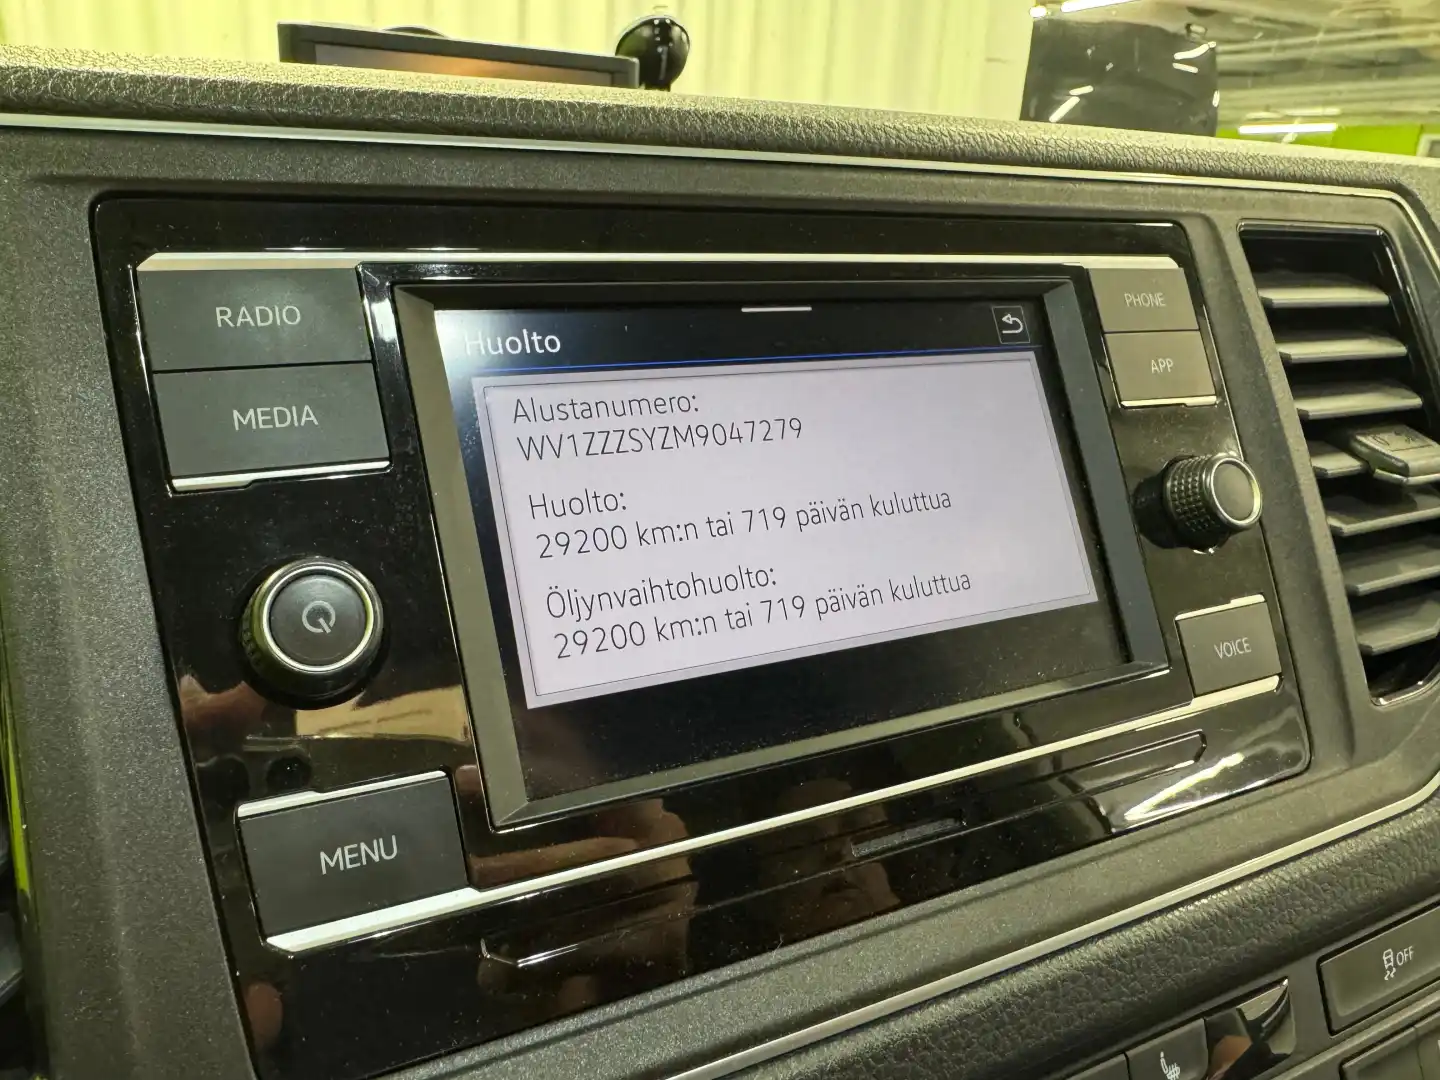 RADIO
MEDIA
MENU
Huolto
Alustanumero:
WV1ZZZSYZM9047279
Huolto:
29200 km:n tai 719 päivän kuluttua
Öljynvaihtohuolto:
29200 km:n tai 719 päivän kuluttua
PHONE
APP
VOICE
OFF